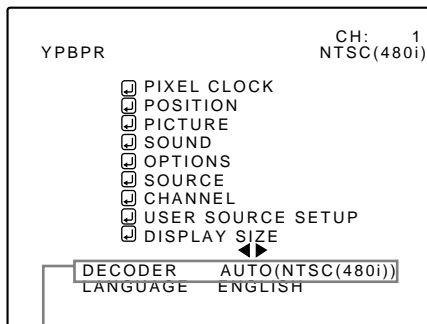 CH: 1
YPBPR NTSC(480i)
PIXEL CLOCK
POSITION
PICTURE
SOUND
OPTIONS
SOURCE
CHANNEL
USER SOURCE SETUP
DISPLAY SIZE
DECODER AUTO(NTSC(480i))
LANGUAGE ENGLISH